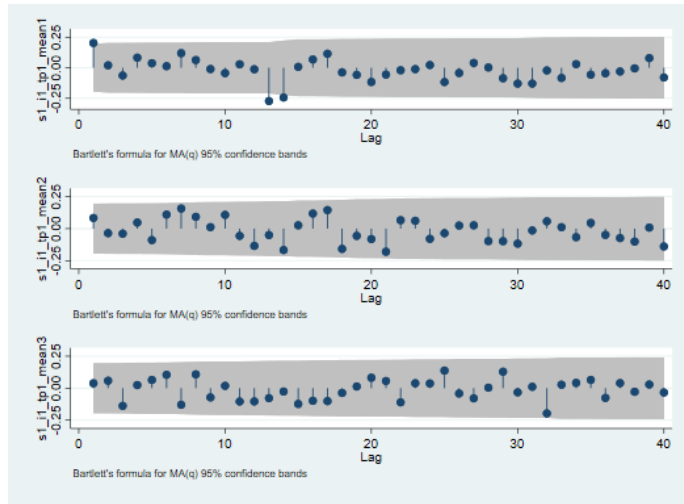 s1_i1_tp1_mean1
0.25
0.00
-0.25
0
10
20
30
40
Lag
Bartlett's formula for MA(q) 95% confidence bands
s1_i1_tp1_mean2
0.25
0.00
-0.25
0
10
20
30
40
Lag
Bartlett's formula for MA(q) 95% confidence bands
s1_i1_tp1_mean3
0.25
0.00
-0.25
0
10
20
30
40
Lag
Bartlett's formula for MA(q) 95% confidence bands